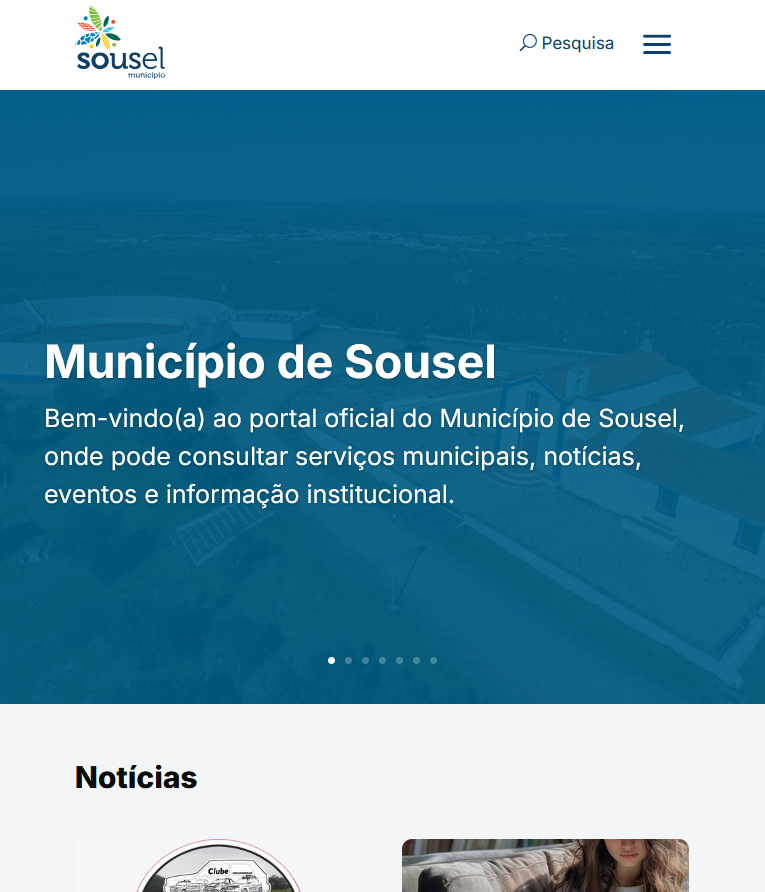 sousel
município
Pesquisa
Município de Sousel
Bem-vindo(a) ao portal oficial do Município de Sousel,
onde pode consultar serviços municipais, notícias,
eventos e informação institucional.
Notícias
Clube